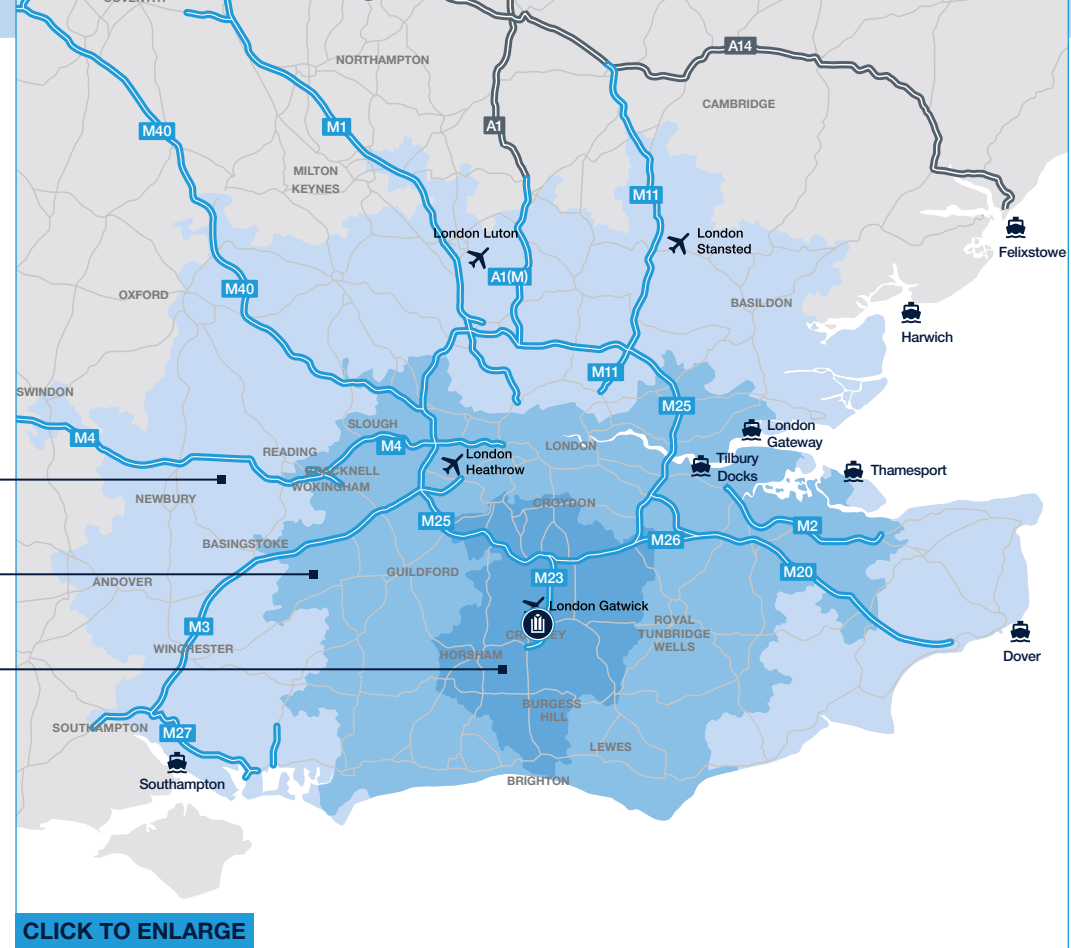 COVENTRY
A14
NORTHAMPTON
CAMBRIDGE
M40
M1
A1
MILTON
KEYNES
M11
London Luton
London
Stansted
Felixstowe
A1(M)
M40
OXFORD
BASILDON
Harwich
M11
SWINDON
M25
SLOUGH
London
Gateway
M4
M4
LONDON
READING
London
Heathrow
Tilbury
Docks
Thamesport
BRACKNELL
WOKINGHAM
NEWBURY
CROYDON
M25
M2
BASINGSTOKE
M26
GUILDFORD
M20
ANDOVER
M23
London Gatwick
M3
ROYAL
TUNBRIDGE
WELLS
CRAWLEY
WINCHESTER
HORSHAM
Dover
BURGESS
HILL
SOUTHAMPTON
M27
LEWES
Southampton
BRIGHTON
CLICK TO ENLARGE